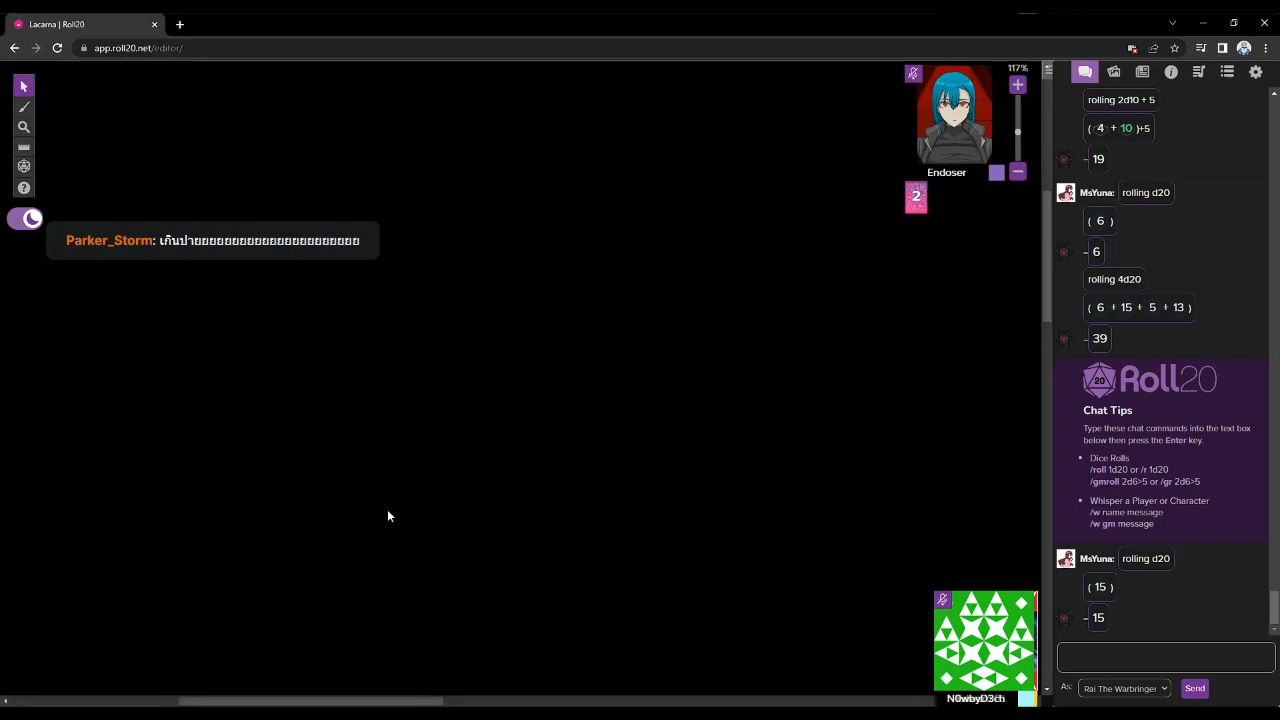 Lacama | Roll20
app.roll20.net/editor/
117%
Endoser
2
Parker_Storm: เกินปายยยยยยยยยยยยยยยยยยยยยย
rolling 2d10 + 5
( 4 + 10 )+5
19
MsYuna: rolling d20
( 6 )
6
rolling 4d20
( 6 + 15 + 5 + 13 )
39
20 Roll20
Chat Tips
Type these chat commands into the text box
below then press the Enter key.
Dice Rolls
/roll 1d20 or /r 1d20
/gmroll 2d6>5 or /gr 2d6>5
Whisper a Player or Character
/w name message
/w gm message
MsYuna: rolling d20
( 15 )
15
As: Rai The Warbringer Send